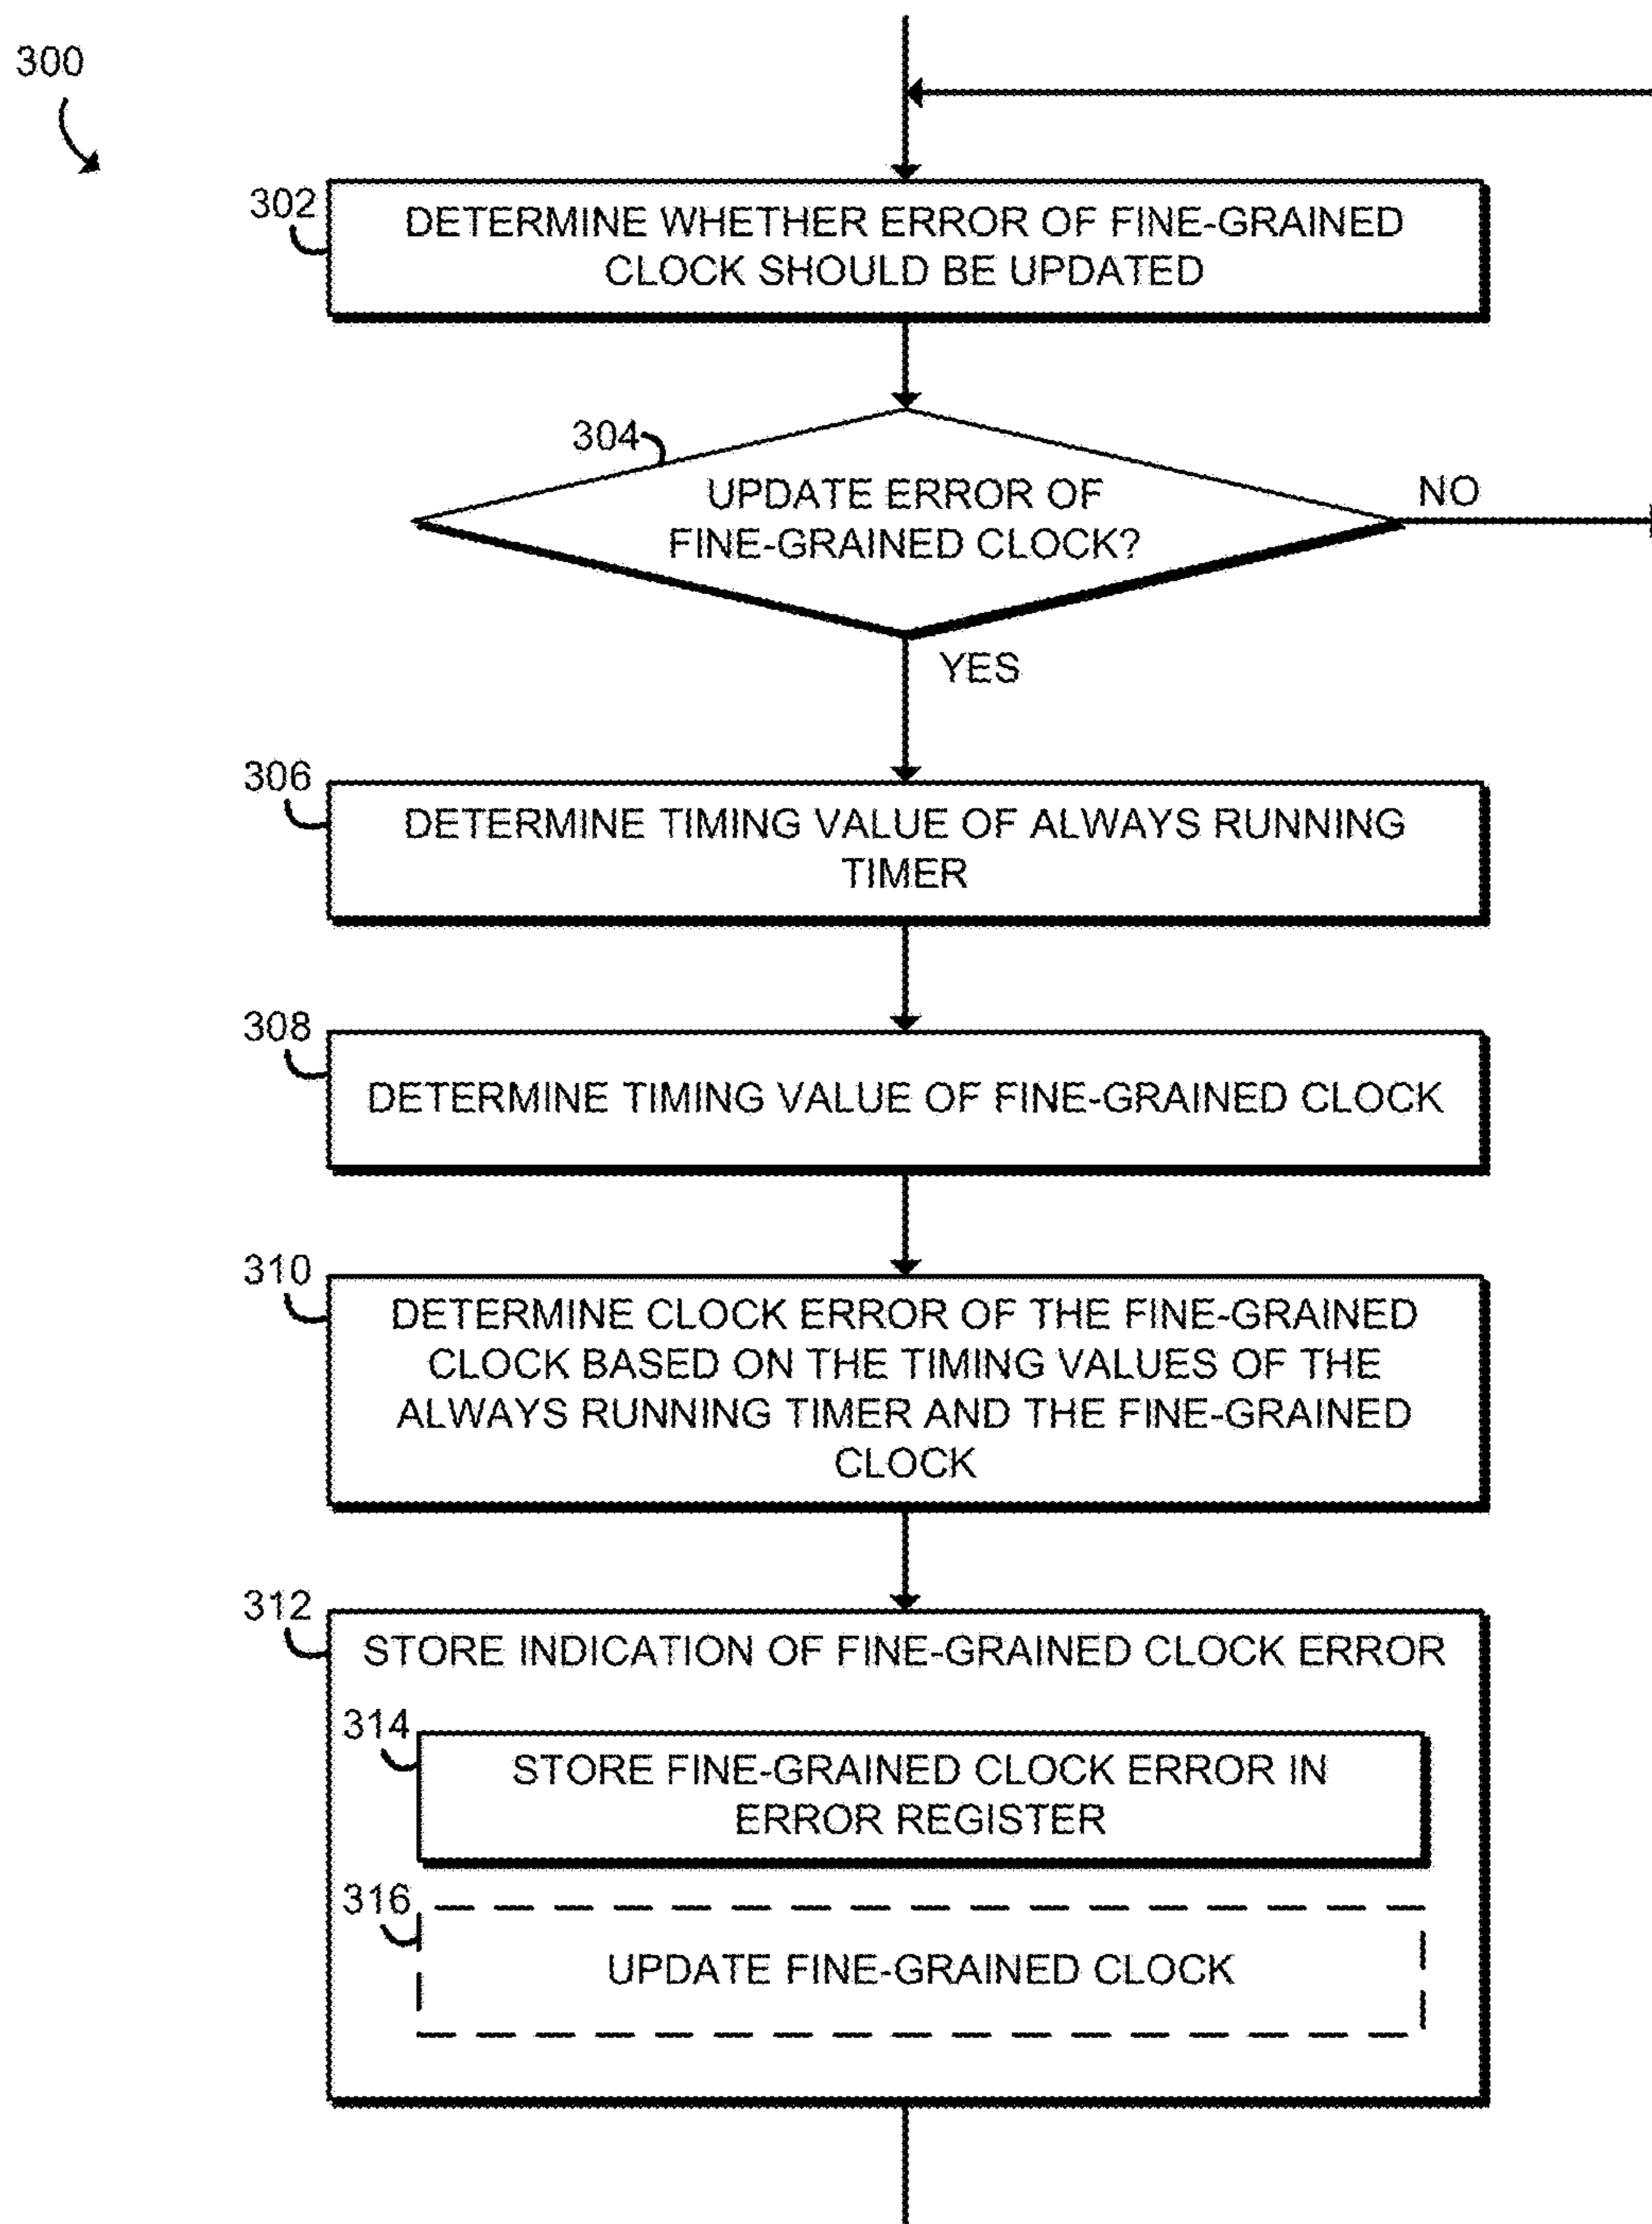 300
302
DETERMINE WHETHER ERROR OF FINE-GRAINED
CLOCK SHOULD BE UPDATED
304
UPDATE ERROR OF
FINE-GRAINED CLOCK?
NO
YES
306
DETERMINE TIMING VALUE OF ALWAYS RUNNING
TIMER
308
DETERMINE TIMING VALUE OF FINE-GRAINED CLOCK
310
DETERMINE CLOCK ERROR OF THE FINE-GRAINED
CLOCK BASED ON THE TIMING VALUES OF THE
ALWAYS RUNNING TIMER AND THE FINE-GRAINED
CLOCK
312
STORE INDICATION OF FINE-GRAINED CLOCK ERROR
314
STORE FINE-GRAINED CLOCK ERROR IN
ERROR REGISTER
316
UPDATE FINE-GRAINED CLOCK